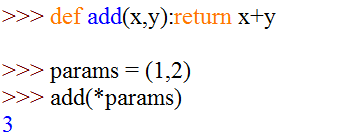 >>> def add(x,y):return x+y
>>> params = (1,2)
>>> add(*params)
3